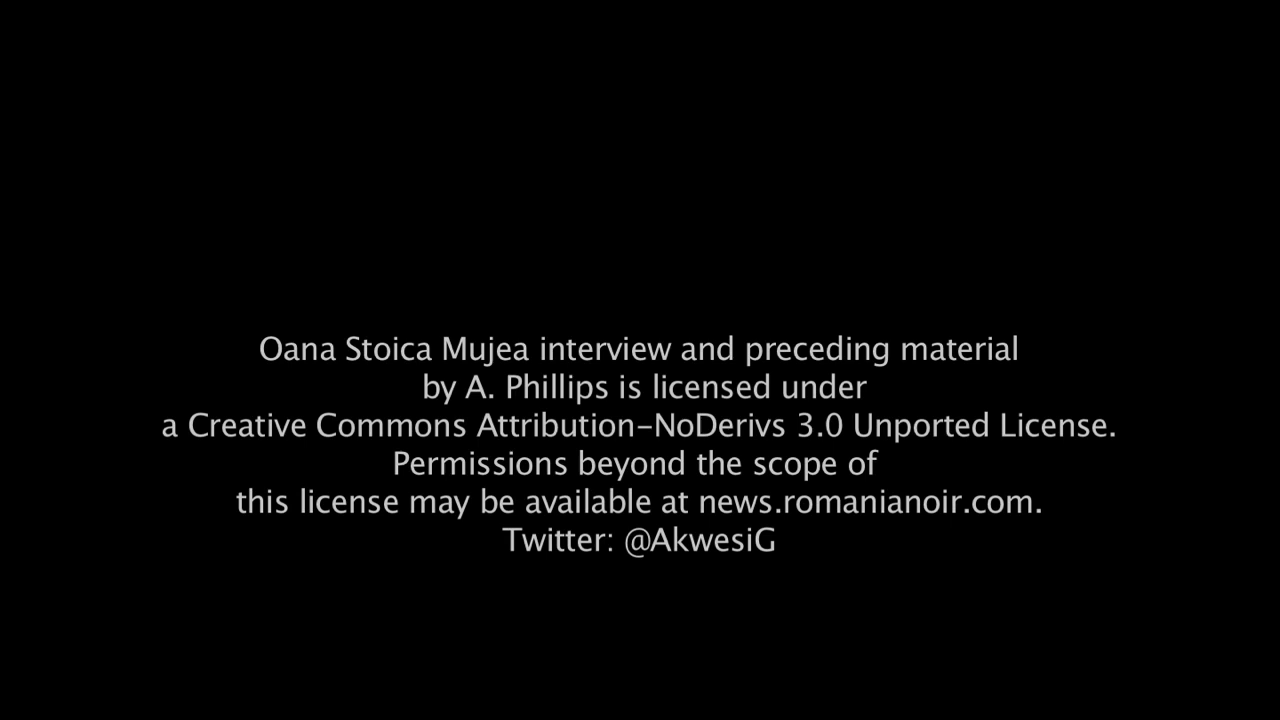 Oana Stoica Mujea interview and preceding material
by A. Phillips is licensed under
a Creative Commons Attribution-NoDerivs 3.0 Unported License.
Permissions beyond the scope of
this license may be available at news.romanianoir.com.
Twitter: @AkwesiG